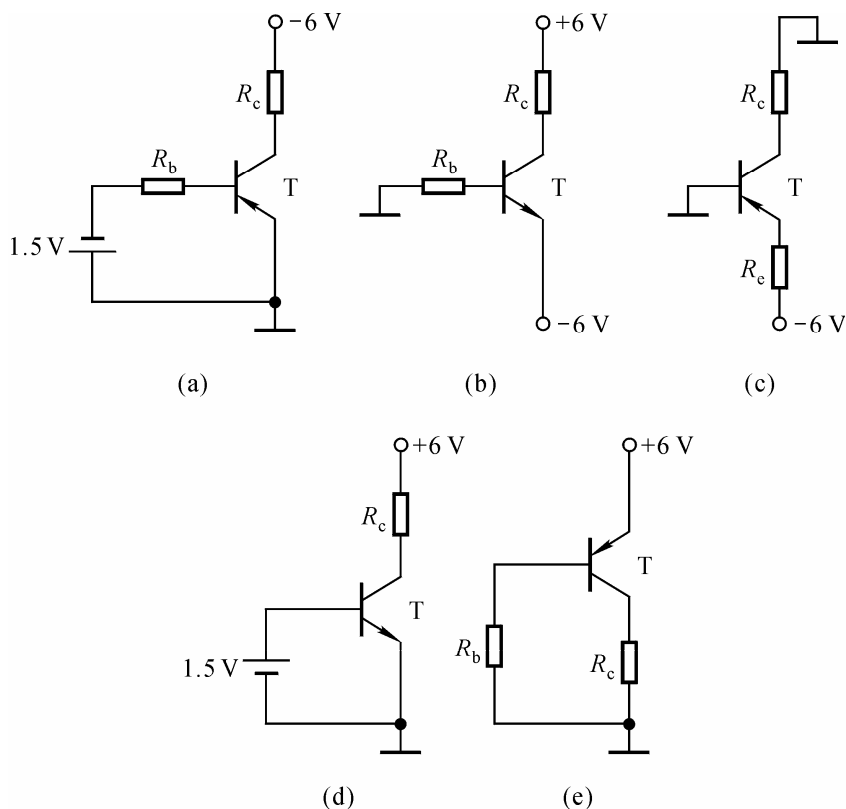 −6 V
R_c
R_b
T
1.5 V
(a)
+6 V
R_c
R_b
T
−6 V
(b)
R_c
T
R_e
−6 V
(c)
+6 V
R_c
T
1.5 V
(d)
+6 V
T
R_b
R_c
(e)